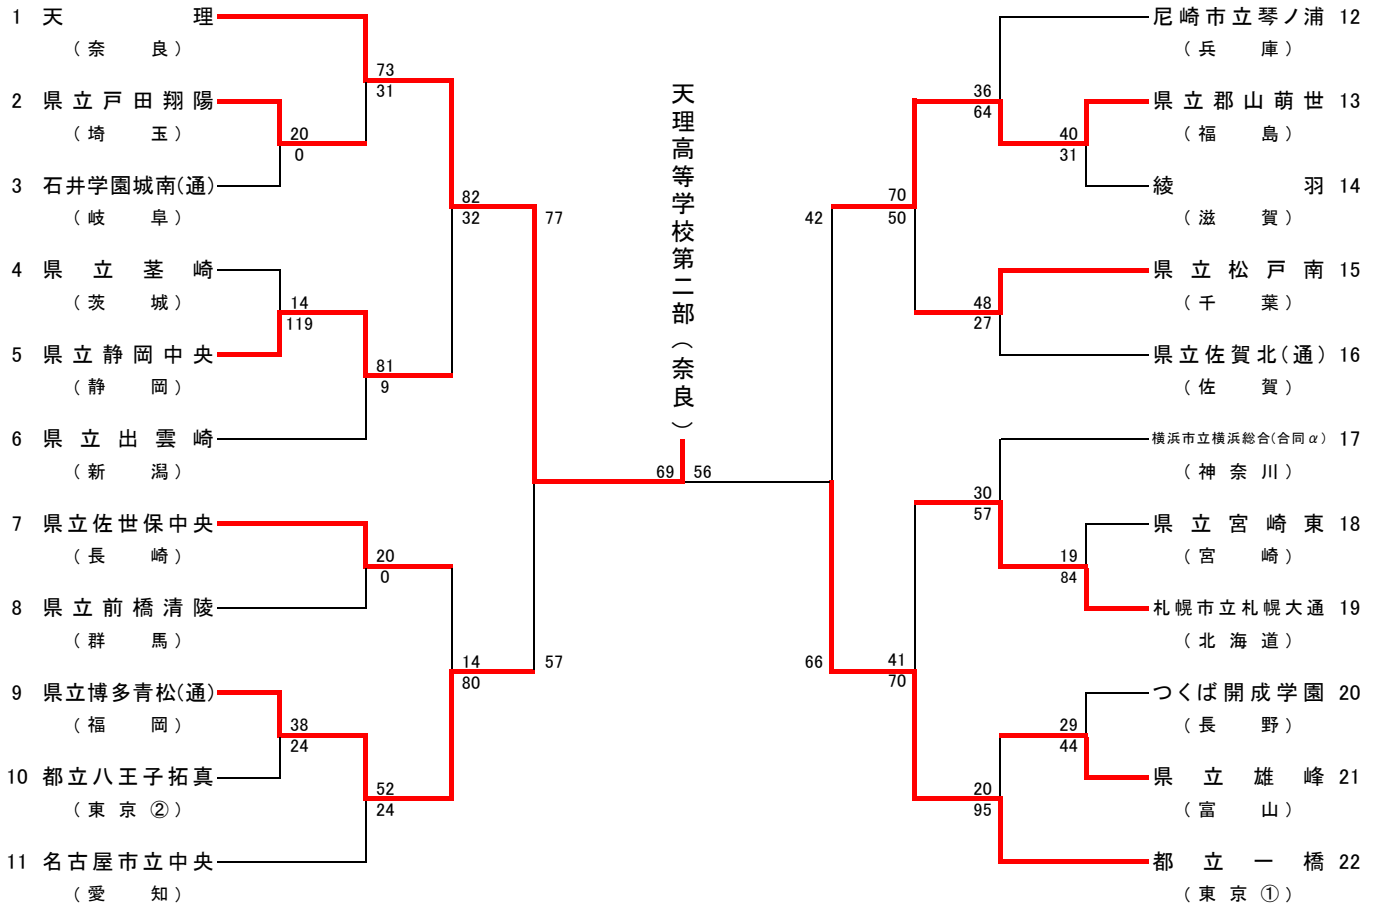 1 天理
(奈良)
73
31
2 県立戸田翔陽
(埼玉)
20
0
3 石井学園城南(通)
(岐阜)
82
32
77
4 県立茎崎
(茨城)
14
119
5 県立静岡中央
(静岡)
81
9
6 県立出雲崎
(新潟)
7 県立佐世保中央
(長崎)
20
0
8 県立前橋清陵
(群馬)
14
80
57
9 県立博多青松(通)
(福岡)
38
24
10 都立八王子拓真
(東京②)
52
24
11 名古屋市立中央
(愛知)
天理高等学校第二部(奈良)
69 56
尼崎市立琴ノ浦 12
(兵庫)
36
64
県立郡山萌世 13
(福島)
40
31
綾羽 14
(滋賀)
42
70
50
県立松戸南 15
(千葉)
48
27
県立佐賀北(通) 16
(佐賀)
横浜市立横浜総合(合同α) 17
(神奈川)
30
57
県立宮崎東 18
(宮崎)
19
84
札幌市立札幌大通 19
(北海道)
66
41
70
つくば開成学園 20
(長野)
29
44
県立雄峰 21
(富山)
20
95
都立一橋 22
(東京①)